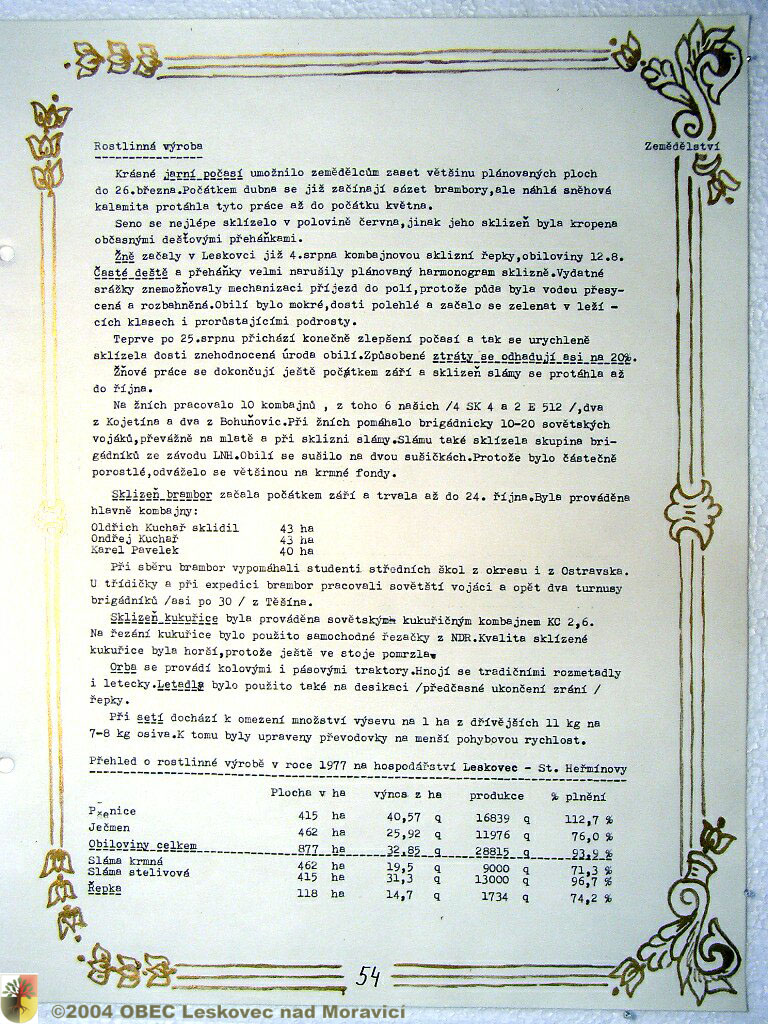 Rostlinná výroba Zemědělství
Krásné jarní počasí umožnilo zemědělcům zaset většinu plánovaných ploch
do 26.března.Počátkem dubna se již začínají sázet brambory,ale náhlá sněhová
kalamita protáhla tyto práce až do počátku května.
Seno se nejlépe sklízelo v polovině června,jinak jeho sklizeň byla kropena
občasnými dešťovými přeháňkami.
Žně začaly v Leskovci již 4.srpna kombajnovou sklizní řepky,obiloviny 12.8.
Časté deště a přeháňky velmi narušily plánovaný harmonogram sklizně.Vydatné
srážky znemožňovaly mechanizaci příjezd do polí,protože půda byla vodou přesy-
cená a rozbahněná.Obilí bylo mokré,dosti polehlé a začalo se zelenat v leží -
cích klasech i prorůstajícími podrosty.
Teprve po 25.srpnu přichází konečně zlepšení počasí a tak se urychleně
sklízela dosti znehodnocená úroda obilí.Způsobené ztráty se odhadují asi na 20%.
Žňové práce se dokončují ještě počátkem září a sklizeň slámy se protáhla až
do října.
Na žních pracovalo 10 kombajnů , z toho 6 našich /4 SK 4 a 2 E 512 /,dva
z Kojetína a dva z Bohuňovic.Při žních pomáhalo brigádnicky 10-20 sovětských
vojáků,převážně na mlatě a při sklizni slámy.Slámu také sklízela skupina bri-
gádníků ze závodu LNH.Obilí se sušilo na dvou sušičkách.Protože bylo částečně
porostlé,odváželo se většinou na krmné fondy.
Sklizeň brambor začala počátkem září a trvala až do 24. října.Byla prováděna
hlavně kombajny:
Oldřich Kuchař sklidil 43 ha
Ondřej Kuchař 43 ha
Karel Pavelek 40 ha
Při sběru brambor vypomáhali studenti středních škol z okresu i z Ostravska.
U třídičky a při expedici brambor pracovali sovětští vojáci a opět dva turnusy
brigádníků /asi po 30 / z Těšína.
Sklizeň kukuřice byla prováděna sovětským kukuřičným kombajnem KC 2,6.
Na řezání kukuřice bylo použito samochodné řezačky z NDR.Kvalita sklízené
kukuřice byla horší,protože ještě ve stoje pomrzla.
Orba se provádí kolovými i pásovými traktory.Hnojí se tradičními rozmetadly
i letecky.Letadla bylo použito také na desikaci /předčasné ukončení zrání /
řepky.
Při setí dochází k omezení množství výsevu na 1 ha z dřívějších 11 kg na
7-8 kg osiva.K tomu byly upraveny převodovky na menší pohybovou rychlost.
Přehled o rostlinné výrobě v roce 1977 na hospodářství Leskovec - St. Heřmínovy
Plocha v ha výnos z ha produkce % plnění
Pšenice 415 ha 40,57 q 16839 q 112,7 %
Ječmen 462 ha 25,92 q 11976 q 76,0 %
Obiloviny celkem 877 ha 32,85 q 28815 q 93,9 %
Sláma krmná 462 ha 19,5 q 9000 q 71,3 %
Sláma stelivová 415 ha 31,3 q 13000 q 96,7 %
Řepka 118 ha 14,7 q 1734 q 74,2 %
54
©2004 OBEC Leskovec nad Moravicí